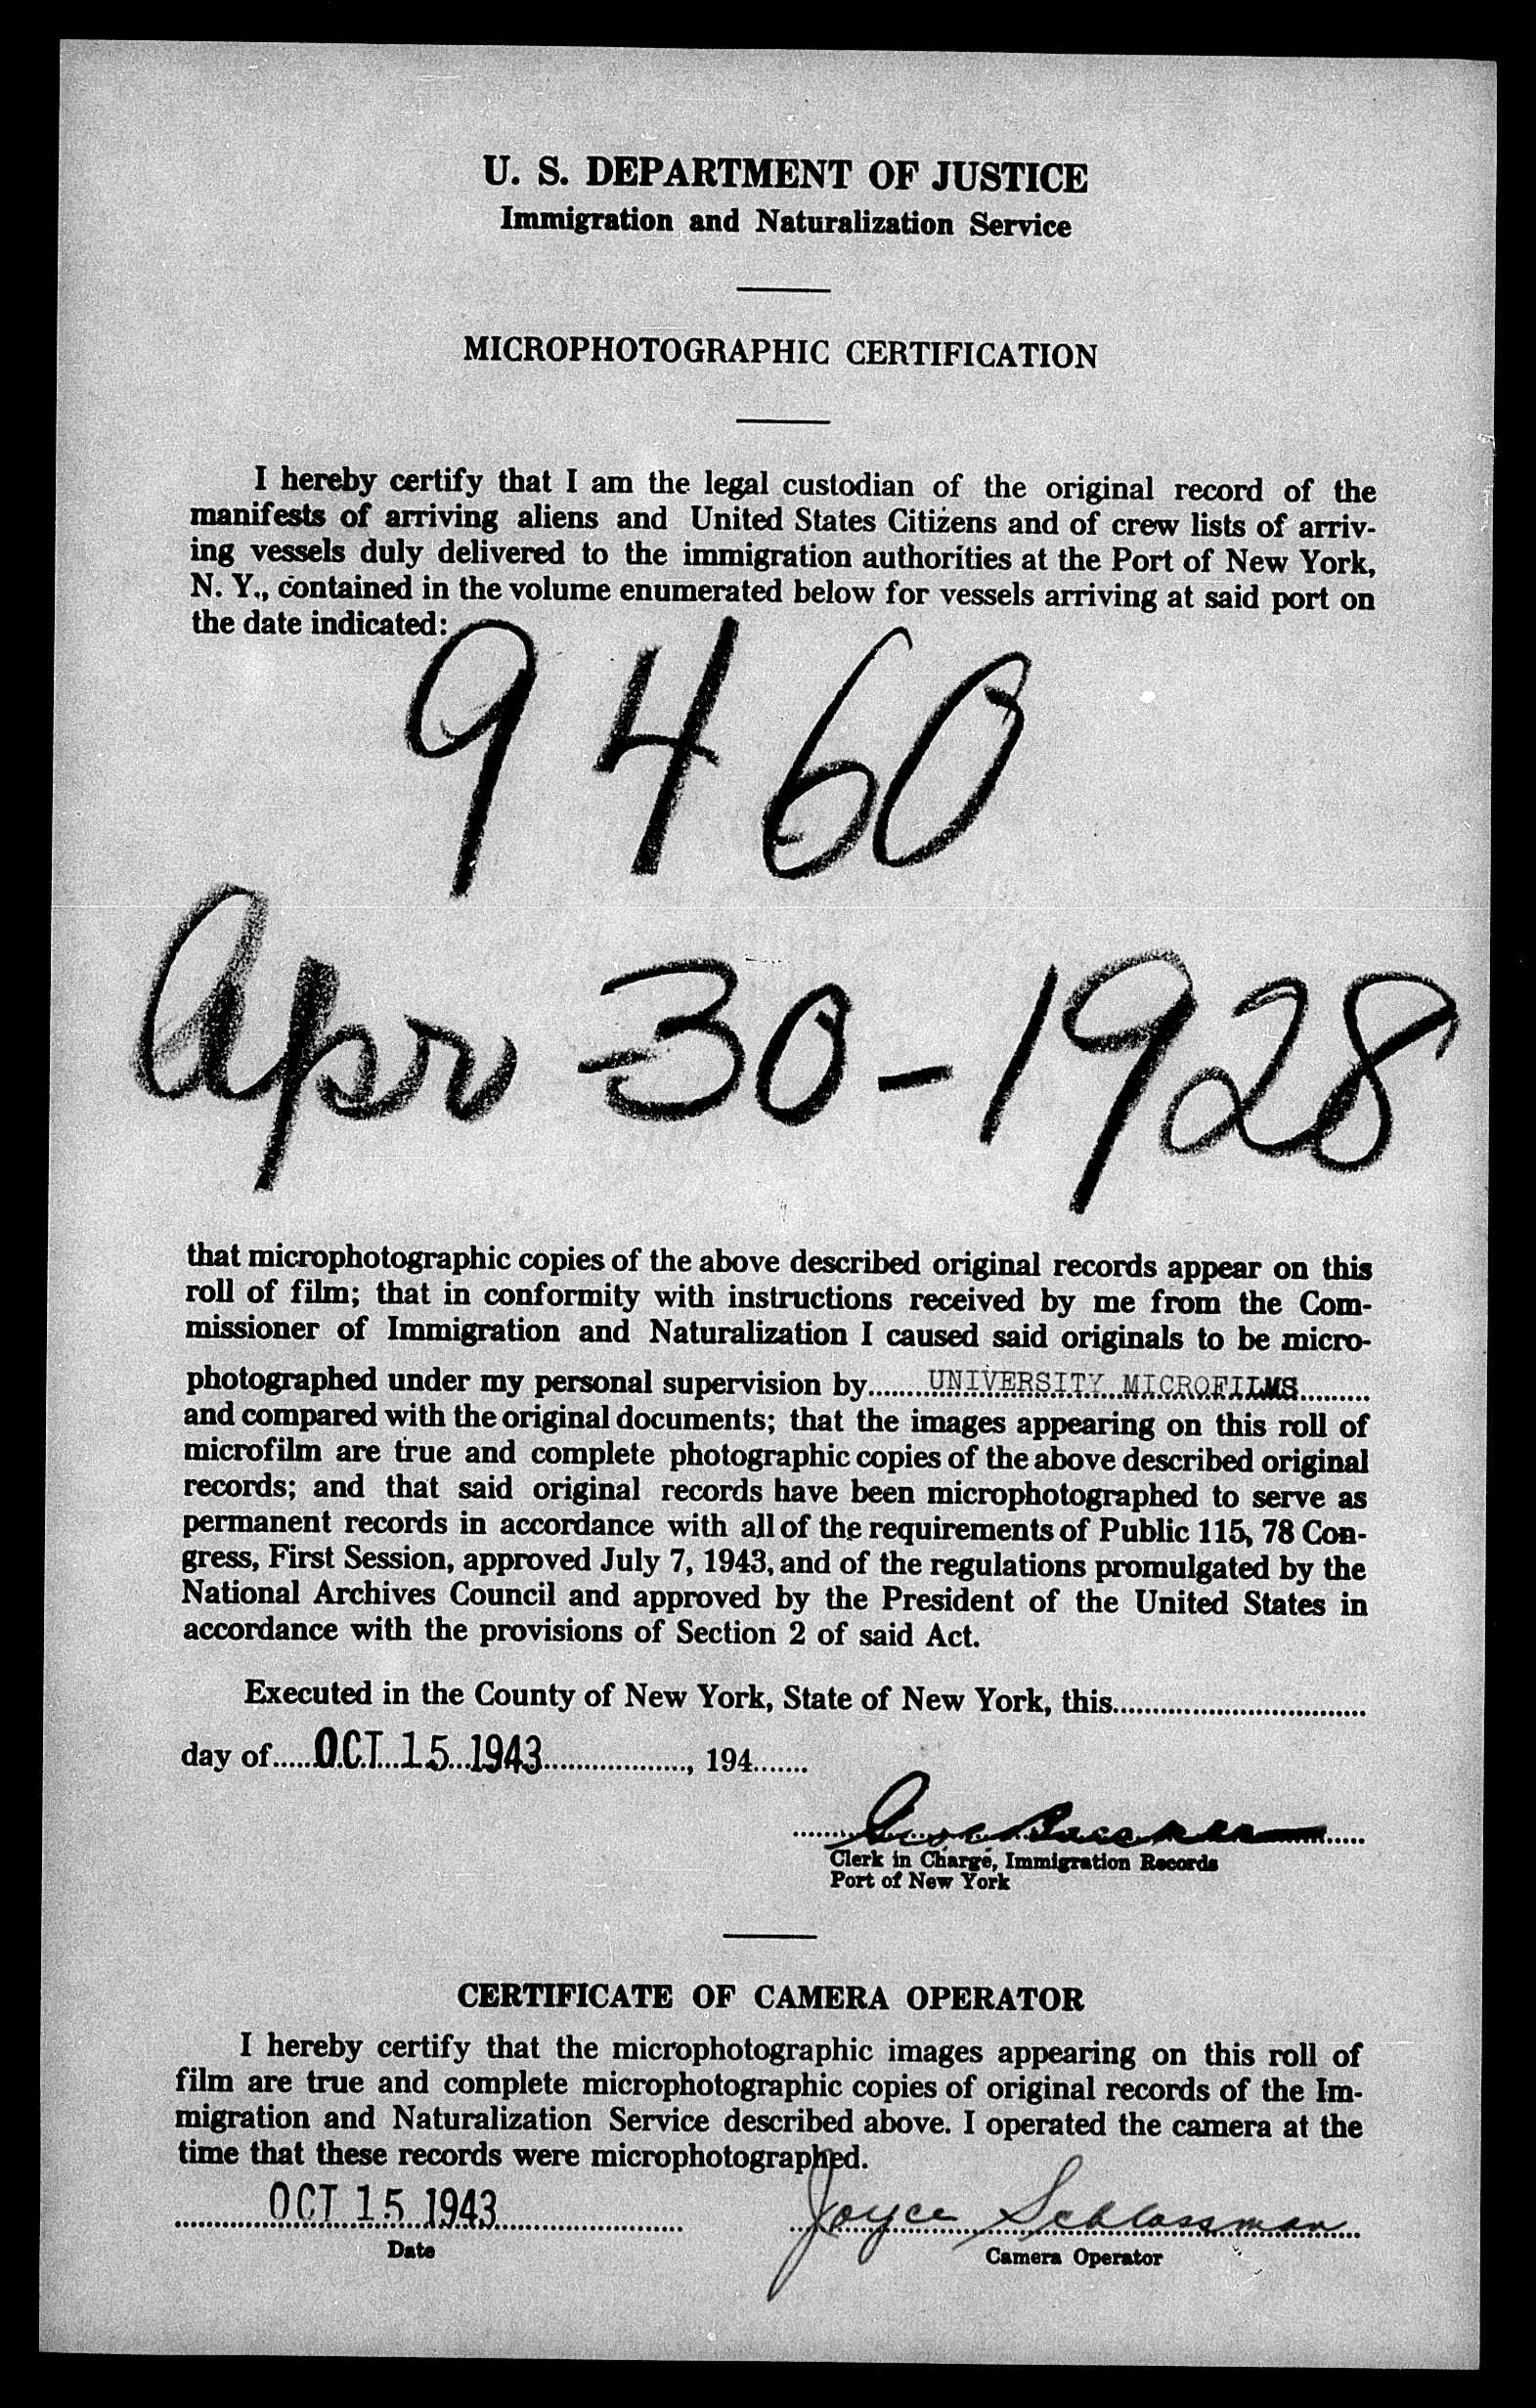 U. S. DEPARTMENT OF JUSTICE
Immigration and Naturalization Service
MICROPHOTOGRAPHIC CERTIFICATION
I hereby certify that I am the legal custodian of the original record of the
manifests of arriving aliens and United States Citizens and of crew lists of arriv-
ing vessels duly delivered to the immigration authorities at the Port of New York,
N. Y., contained in the volume enumerated below for vessels arriving at said port on
the date indicated:
9460
Apr -30-1928
that microphotographic copies of the above described original records appear on this
roll of film; that in conformity with instructions received by me from the Com-
missioner of Immigration and Naturalization I caused said originals to be micro-
photographed under my personal supervision by UNIVERSITY MICROFILMS
and compared with the original documents; that the images appearing on this roll of
microfilm are true and complete photographic copies of the above described original
records; and that said original records have been microphotographed to serve as
permanent records in accordance with all of the requirements of Public 115, 78 Con-
gress, First Session, approved July 7, 1943, and of the regulations promulgated by the
National Archives Council and approved by the President of the United States in
accordance with the provisions of Section 2 of said Act.
Executed in the County of New York, State of New York, this
day of OCT 15 1943, 194
Clerk in Charge, Immigration Records
Port of New York
CERTIFICATE OF CAMERA OPERATOR
I hereby certify that the microphotographic images appearing on this roll of
film are true and complete microphotographic copies of original records of the Im-
migration and Naturalization Service described above. I operated the camera at the
time that these records were microphotographed.
OCT 15 1943 Joyce Schlossman
Date Camera Operator